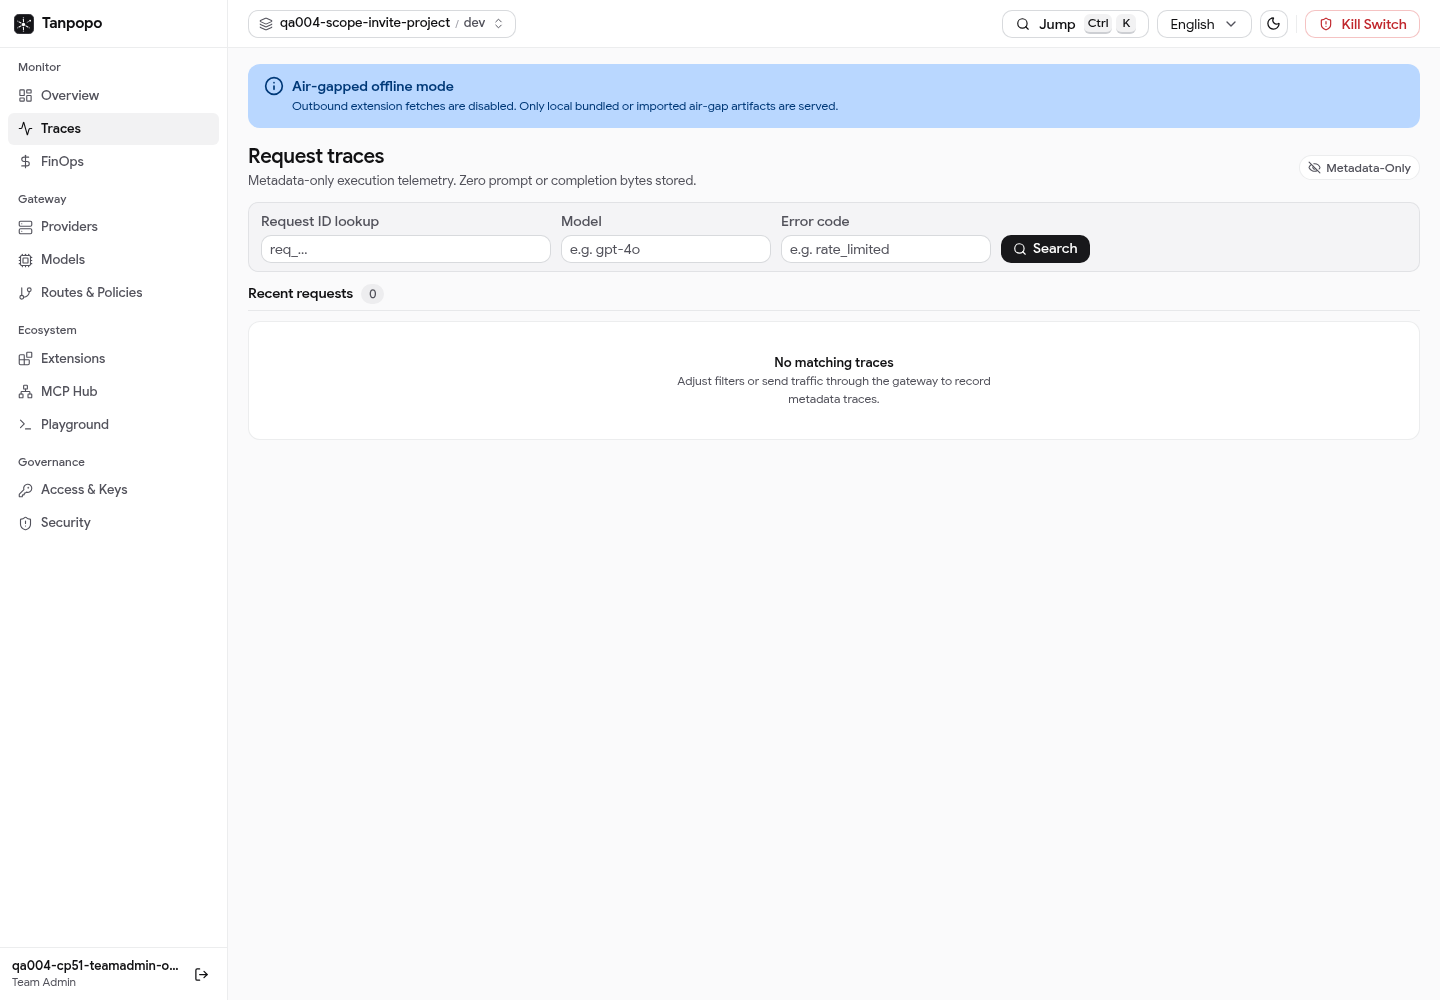 Tanpopo
qa004-scope-invite-project / dev
Jump Ctrl K
English
Kill Switch
Monitor
Overview
Traces
FinOps
Gateway
Providers
Models
Routes & Policies
Ecosystem
Extensions
MCP Hub
Playground
Governance
Access & Keys
Security
qa004-cp51-teamadmin-o...
Team Admin
Air-gapped offline mode
Outbound extension fetches are disabled. Only local bundled or imported air-gap artifacts are served.
Request traces
Metadata-only execution telemetry. Zero prompt or completion bytes stored.
Metadata-Only
Request ID lookup
req_...
Model
e.g. gpt-4o
Error code
e.g. rate_limited
Search
Recent requests 0
No matching traces
Adjust filters or send traffic through the gateway to record
metadata traces.